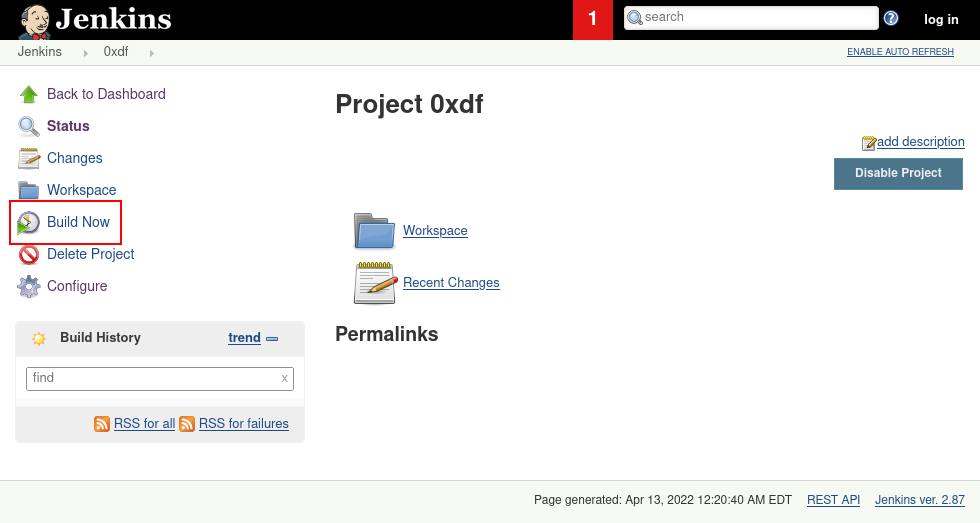 Jenkins
1
search
log in
Jenkins 0xdf
ENABLE AUTO REFRESH
Back to Dashboard
Status
Changes
Workspace
Build Now
Delete Project
Configure
Build History
trend
find
x
RSS for all RSS for failures
Project 0xdf
add description
Disable Project
Workspace
Recent Changes
Permalinks
Page generated: Apr 13, 2022 12:20:40 AM EDT REST API Jenkins ver. 2.87